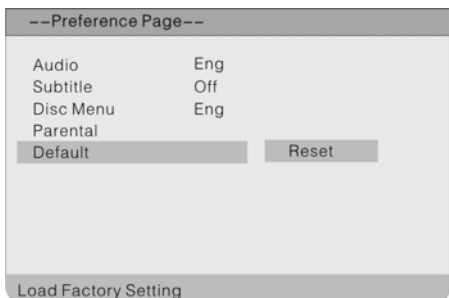 --Preference Page--
Audio Eng
Subtitle Off
Disc Menu Eng
Parental
Default Reset
Load Factory Setting